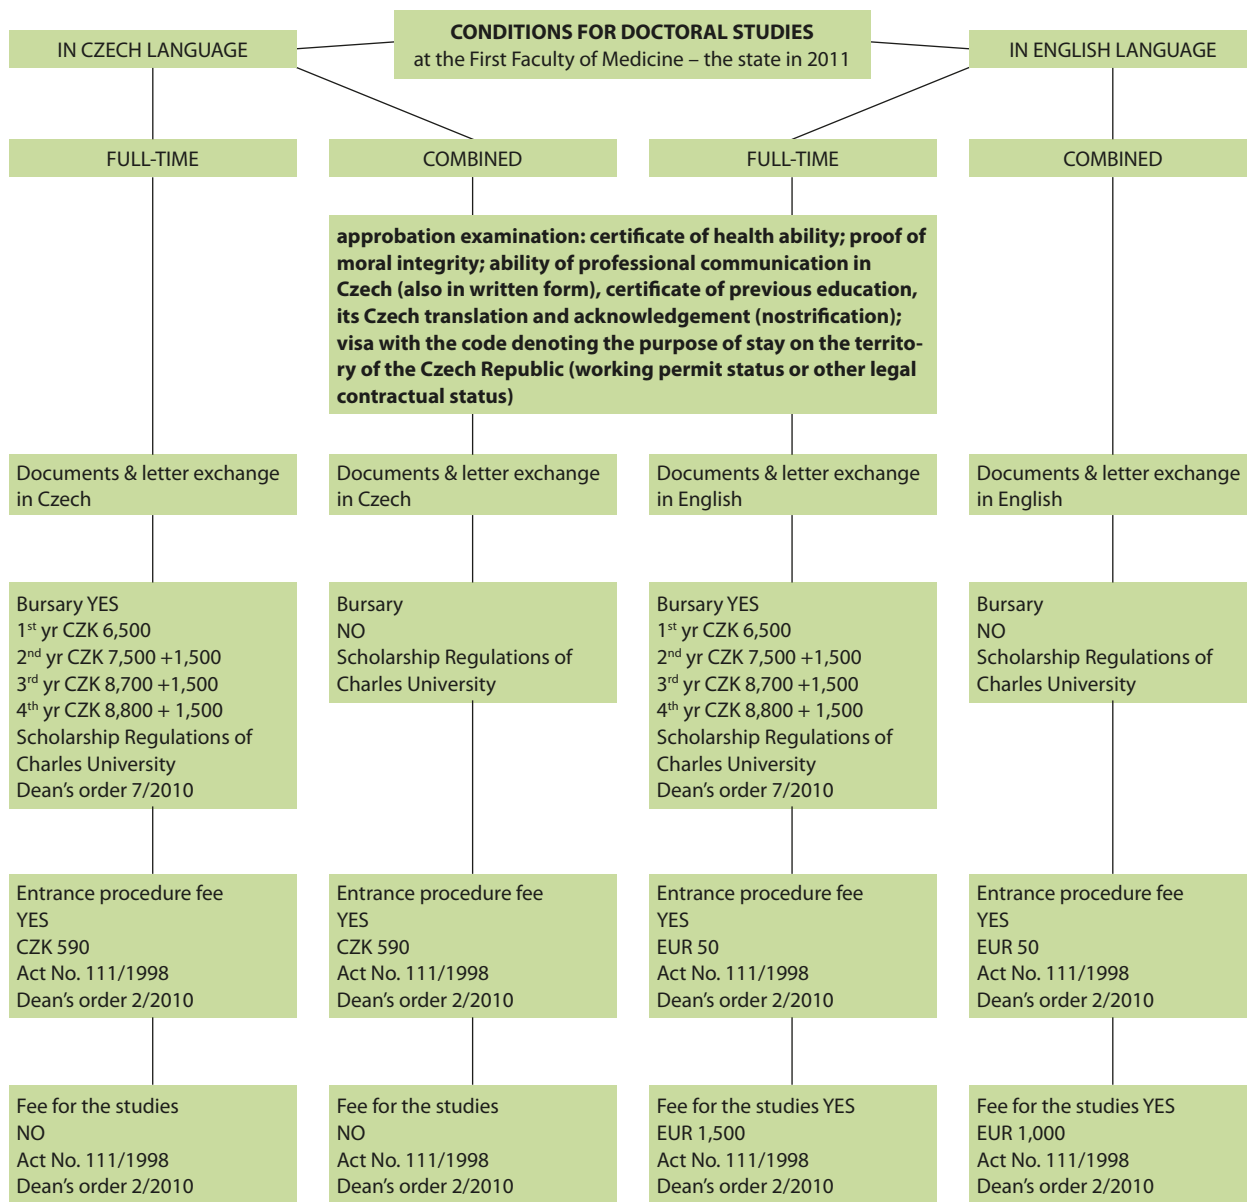 CONDITIONS FOR DOCTORAL STUDIES
at the First Faculty of Medicine – the state in 2011
IN CZECH LANGUAGE
IN ENGLISH LANGUAGE
FULL-TIME
COMBINED
FULL-TIME
COMBINED
approbation examination: certificate of health ability; proof of
moral integrity; ability of professional communication in
Czech (also in written form), certificate of previous education,
its Czech translation and acknowledgement (nostrification);
visa with the code denoting the purpose of stay on the territo-
ry of the Czech Republic (working permit status or other legal
contractual status)
Documents & letter exchange
in Czech
Documents & letter exchange
in Czech
Documents & letter exchange
in English
Documents & letter exchange
in English
Bursary YES
1st yr CZK 6,500
2nd yr CZK 7,500 +1,500
3rd yr CZK 8,700 +1,500
4th yr CZK 8,800 + 1,500
Scholarship Regulations of
Charles University
Dean’s order 7/2010
Bursary
NO
Scholarship Regulations of
Charles University
Bursary YES
1st yr CZK 6,500
2nd yr CZK 7,500 +1,500
3rd yr CZK 8,700 +1,500
4th yr CZK 8,800 + 1,500
Scholarship Regulations of
Charles University
Dean’s order 7/2010
Bursary
NO
Scholarship Regulations of
Charles University
Entrance procedure fee
YES
CZK 590
Act No. 111/1998
Dean’s order 2/2010
Entrance procedure fee
YES
CZK 590
Act No. 111/1998
Dean’s order 2/2010
Entrance procedure fee
YES
EUR 50
Act No. 111/1998
Dean’s order 2/2010
Entrance procedure fee
YES
EUR 50
Act No. 111/1998
Dean’s order 2/2010
Fee for the studies
NO
Act No. 111/1998
Dean’s order 2/2010
Fee for the studies
NO
Act No. 111/1998
Dean’s order 2/2010
Fee for the studies YES
EUR 1,500
Act No. 111/1998
Dean’s order 2/2010
Fee for the studies YES
EUR 1,000
Act No. 111/1998
Dean’s order 2/2010